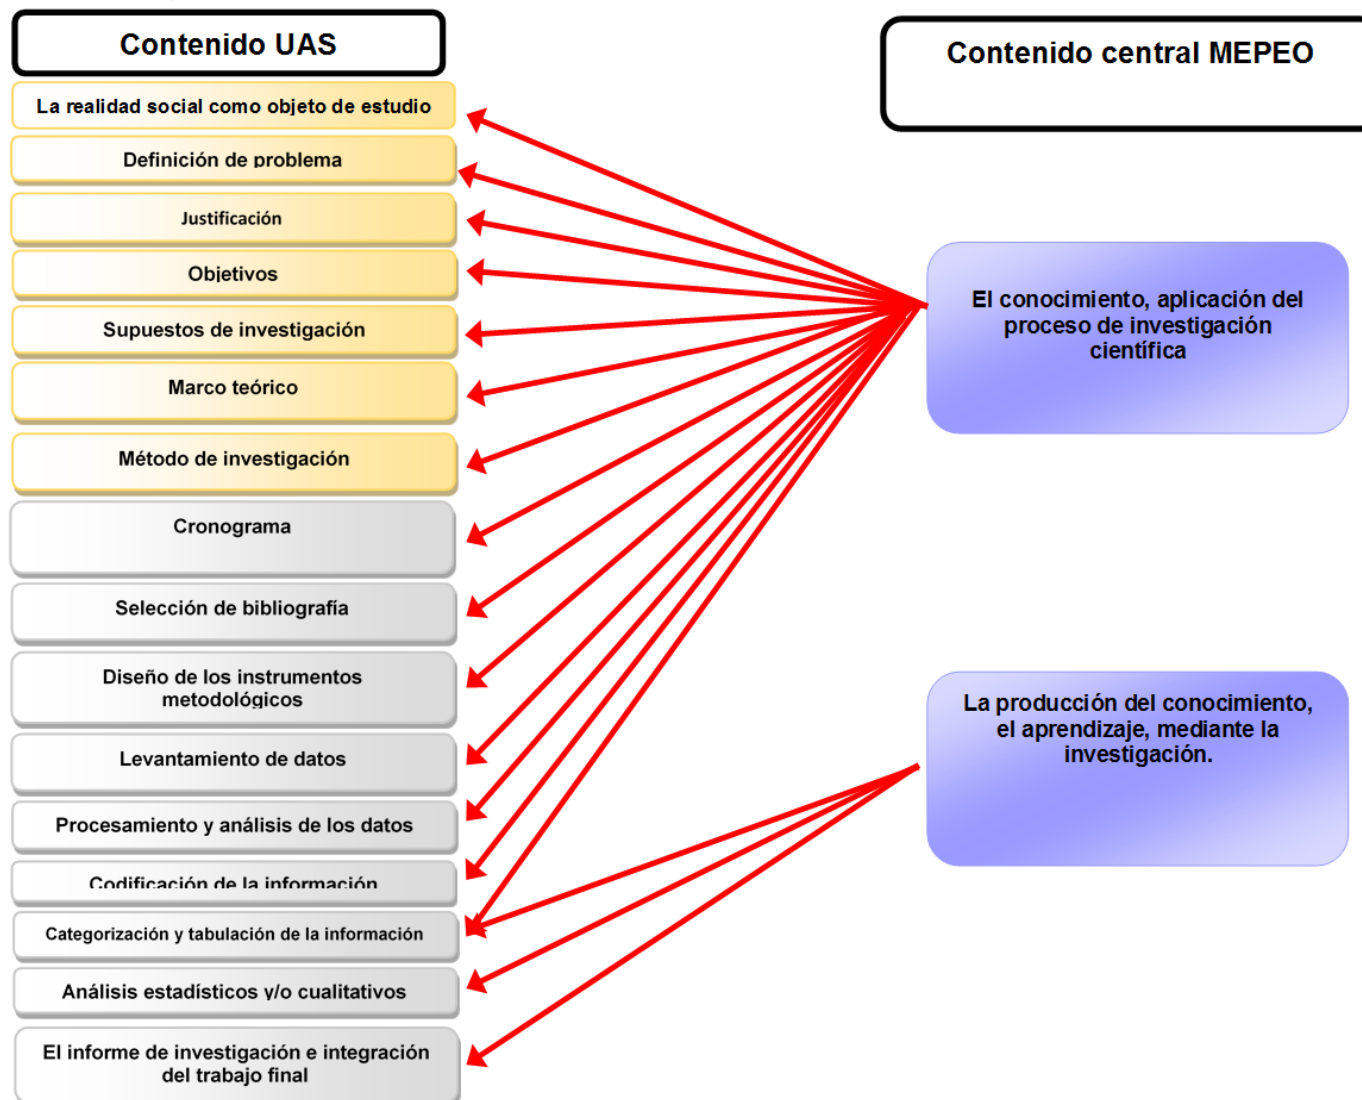 Contenido UAS
Contenido central MEPEO
La realidad social como objeto de estudio
Definición de problema
Justificación
Objetivos
Supuestos de investigación
Marco teórico
Método de investigación
Cronograma
Selección de bibliografía
Diseño de los instrumentos
metodológicos
Levantamiento de datos
Procesamiento y análisis de los datos
Codificación de la información
Categorización y tabulación de la información
Análisis estadísticos y/o cualitativos
El informe de investigación e integración
del trabajo final
El conocimiento, aplicación del
proceso de investigación
científica
La producción del conocimiento,
el aprendizaje, mediante la
investigación.